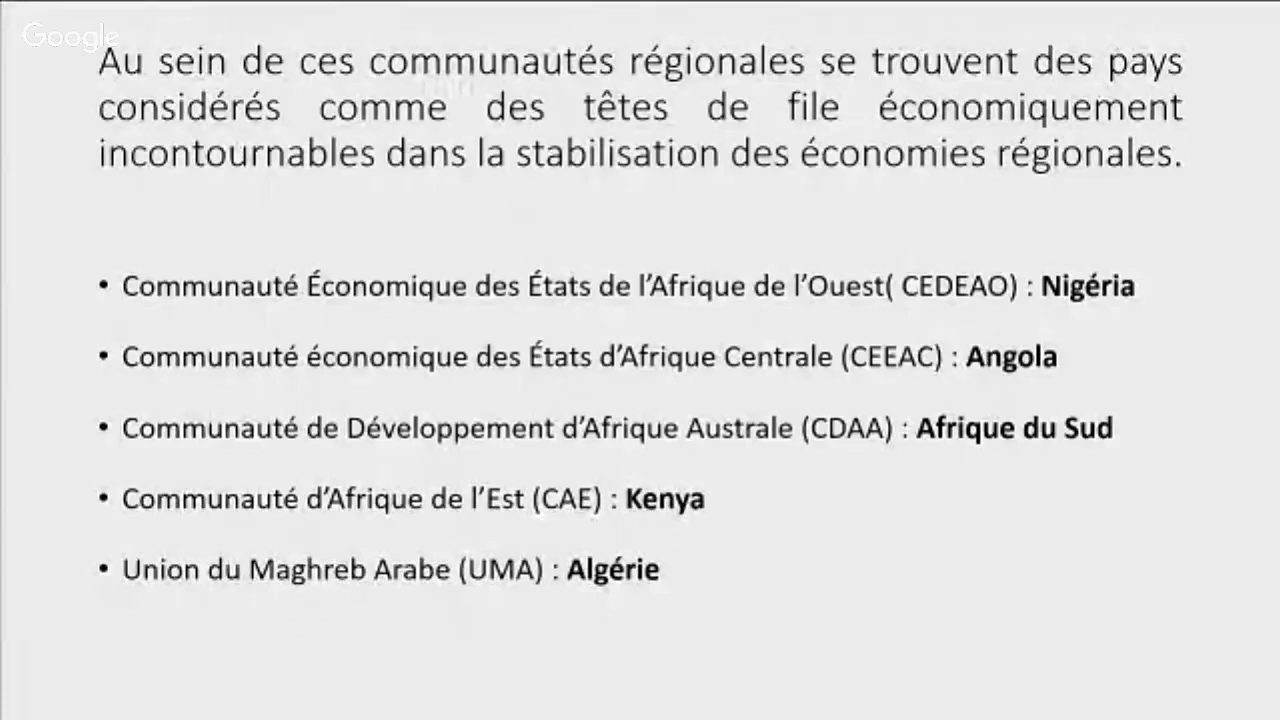 Google
Au sein de ces communautés régionales se trouvent des pays
considérés comme des têtes de file économiquement
incontournables dans la stabilisation des économies régionales.
• Communauté Économique des États de l’Afrique de l’Ouest( CEDEAO) : Nigéria
• Communauté économique des États d’Afrique Centrale (CEEAC) : Angola
• Communauté de Développement d’Afrique Australe (CDAA) : Afrique du Sud
• Communauté d’Afrique de l’Est (CAE) : Kenya
• Union du Maghreb Arabe (UMA) : Algérie